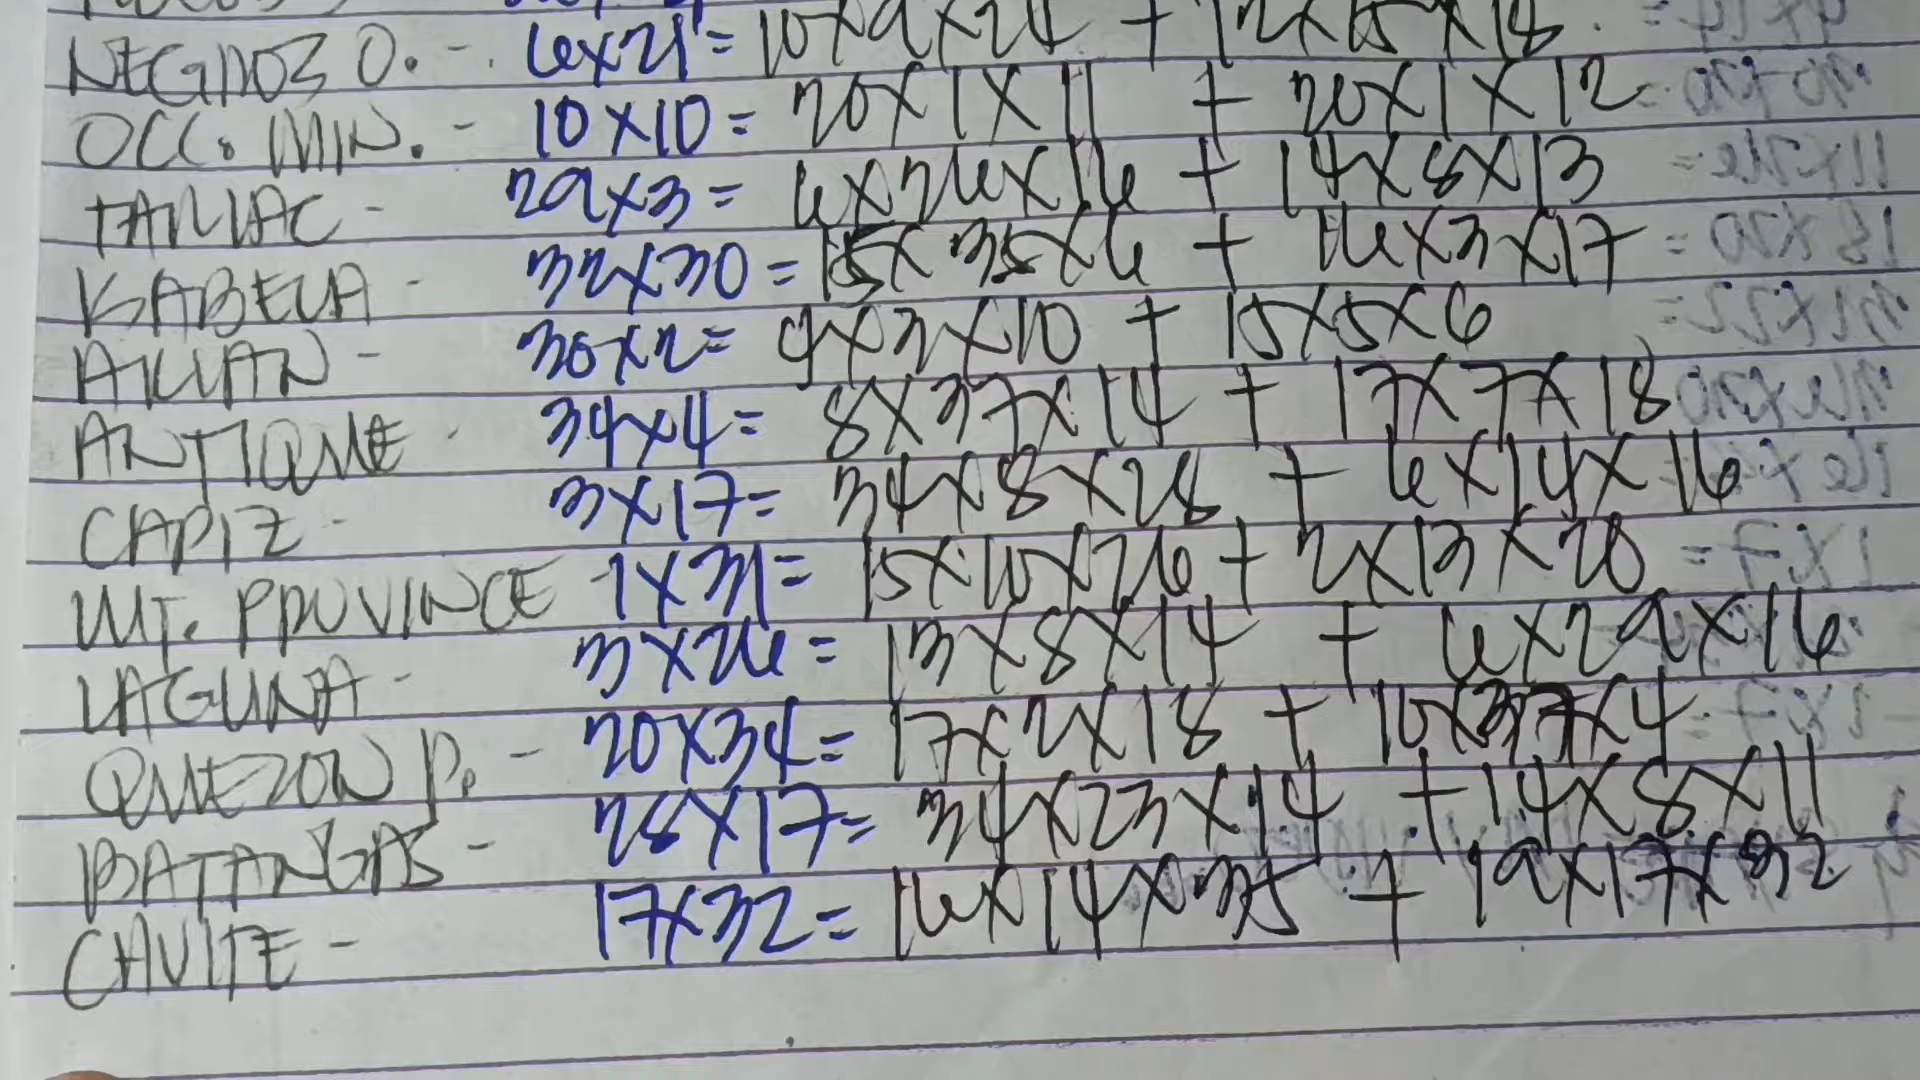 NEGROS O. - 6x21 = 10x9x24 + 12x15x18
OCC. MIN. - 10x10 = 20x1x11 + 20x1x12
TARLAC - 29x3 = 6x26x16 + 14x8x13
ISABELA - 32x30 = 15x35x6 + 16x3x17
AKLAN - 30x2 = 9x3x10 + 15x5x6
ANTIQUE - 34x4 = 8x37x14 + 17x7x18
CAPIZ - 3x17 = 34x8x28 + 6x14x16
MT. PROVINCE - 1x31 = 15x10x26 + 2x13x20
LAGUNA - 3x26 = 13x8x14 + 6x29x16
QUEZON P. - 20x34 = 17x2x18 + 10x37x4
BATANGAS - 28x17 = 34x23x14 + 14x8x11
CAVITE - 17x32 = 16x14x35 + 19x17x32